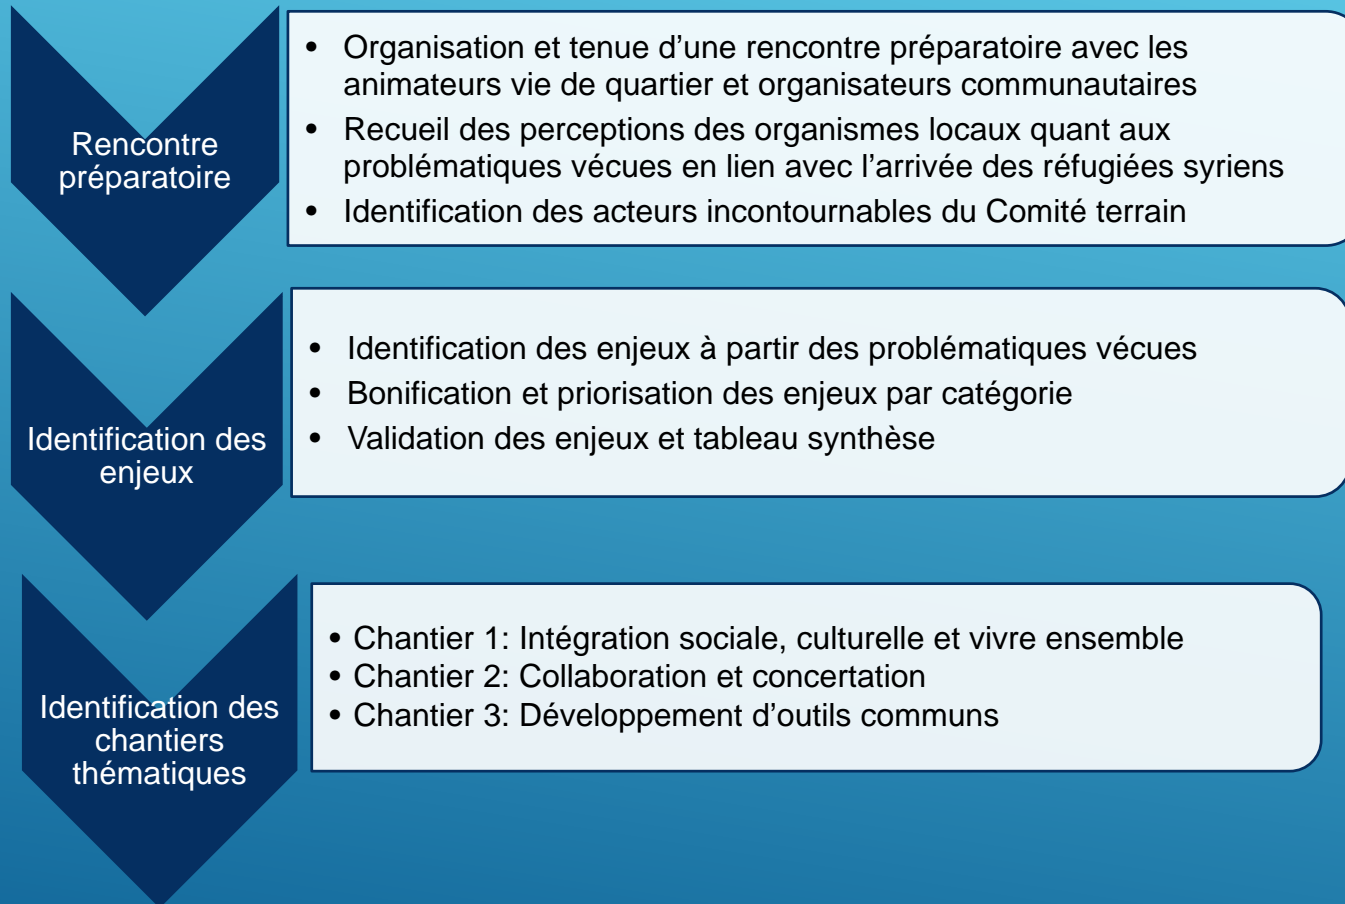 Rencontre
préparatoire
• Organisation et tenue d’une rencontre préparatoire avec les
animateurs vie de quartier et organisateurs communautaires
• Recueil des perceptions des organismes locaux quant aux
problématiques vécues en lien avec l’arrivée des réfugiées syriens
• Identification des acteurs incontournables du Comité terrain
Identification des
enjeux
• Identification des enjeux à partir des problématiques vécues
• Bonification et priorisation des enjeux par catégorie
• Validation des enjeux et tableau synthèse
Identification des
chantiers
thématiques
• Chantier 1: Intégration sociale, culturelle et vivre ensemble
• Chantier 2: Collaboration et concertation
• Chantier 3: Développement d’outils communs